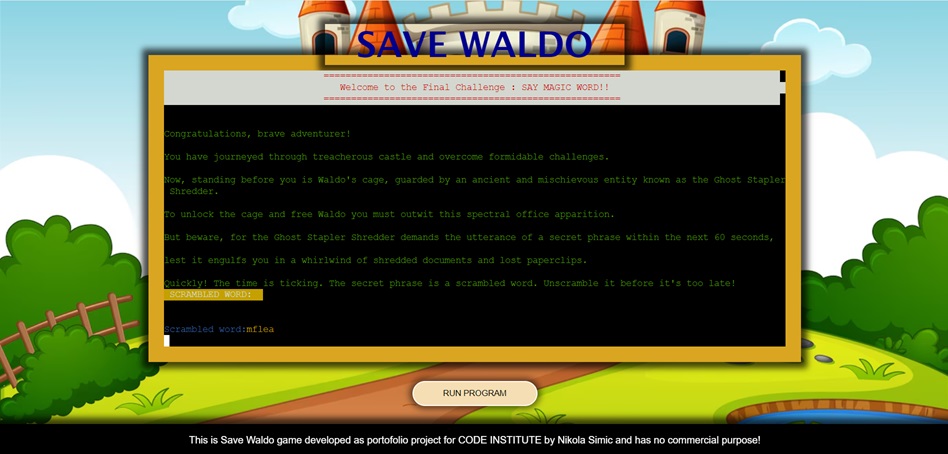 SAVE WALDO
======================================================
Welcome to the Final Challenge : SAY MAGIC WORD!!
======================================================
Congratulations, brave adventurer!
You have journeyed through treacherous castle and overcome formidable challenges.
Now, standing before you is Waldo's cage, guarded by an ancient and mischievous entity known as the Ghost Stapler
Shredder.
To unlock the cage and free Waldo you must outwit this spectral office apparition.
But beware, for the Ghost Stapler Shredder demands the utterance of a secret phrase within the next 60 seconds,
lest it engulfs you in a whirlwind of shredded documents and lost paperclips.
Quickly! The time is ticking. The secret phrase is a scrambled word. Unscramble it before it's too late!
SCRAMBLED WORD:
Scrambled word:mflea
RUN PROGRAM
This is Save Waldo game developed as portofolio project for CODE INSTITUTE by Nikola Simic and has no commercial purpose!